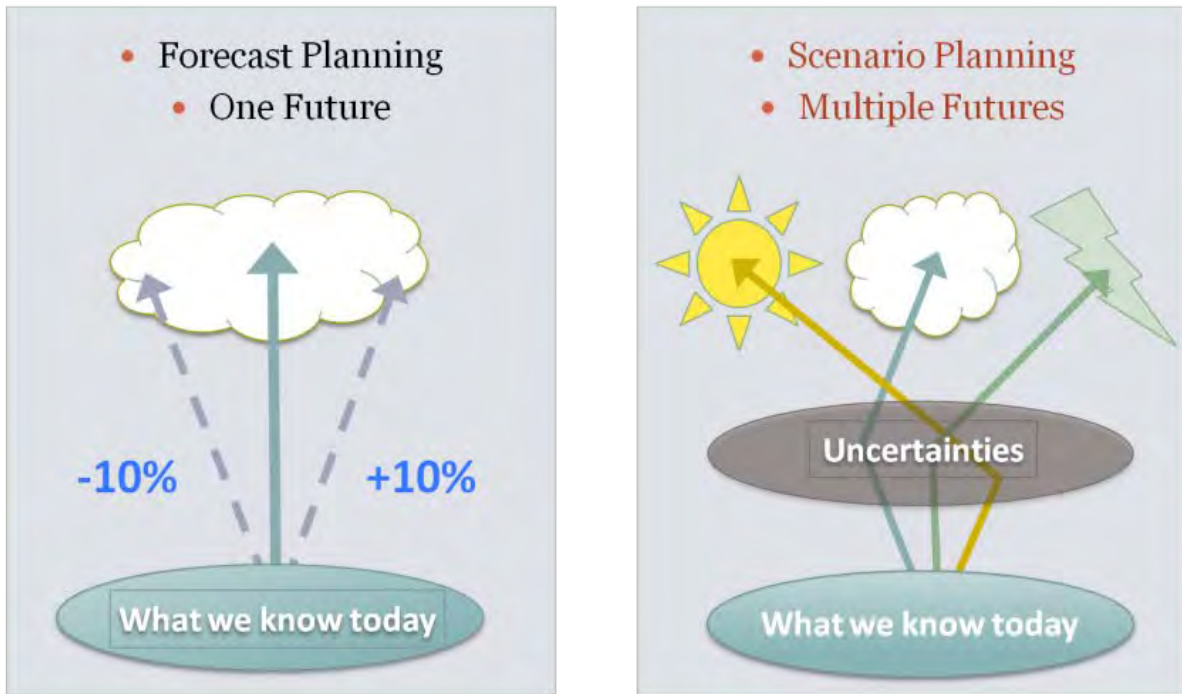 • Forecast Planning
• One Future
-10%
+10%
What we know today
• Scenario Planning
• Multiple Futures
Uncertainties
What we know today